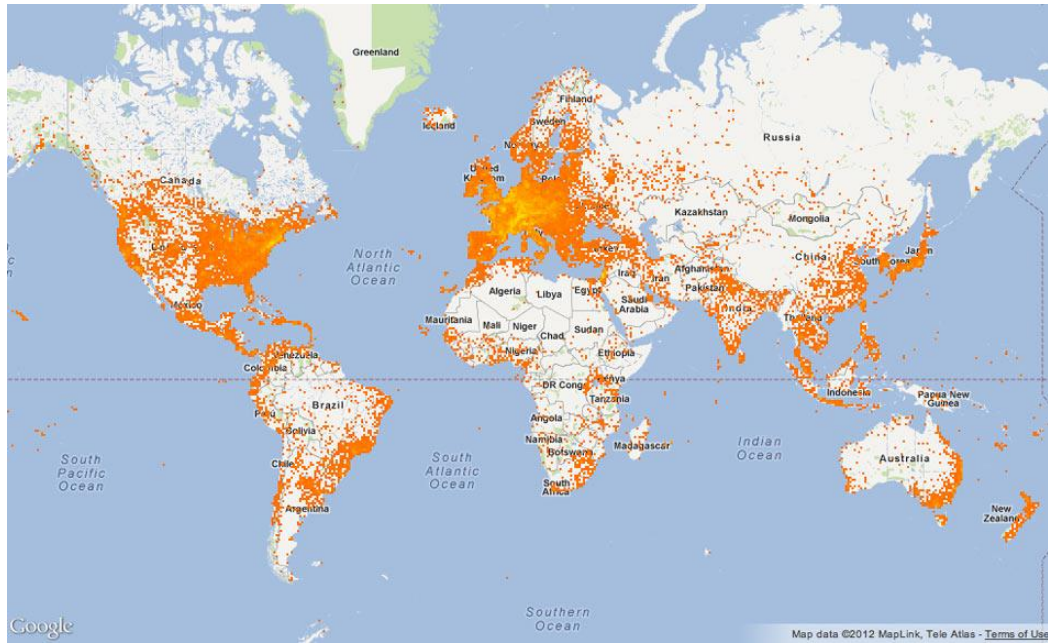 Greenland
Iceland
Finland
Sweden
Russia
Canada
United
Kingdom
Kazakhstan
Mongolia
North
Atlantic
Ocean
China
Japan
South Korea
Iraq
Iran
Afghanistan
Pakistan
Algeria
Libya
Egypt
Saudi
Arabia
India
Mexico
Mauritania
Mali
Niger
Chad
Sudan
Thailand
Nigeria
Ethiopia
Venezuela
Colombia
DR Congo
Kenya
Tanzania
Indonesia
Papua New
Guinea
Brazil
Peru
Bolivia
Angola
Namibia
Botswana
Madagascar
Indian
Ocean
Australia
Chile
South
Pacific
Ocean
South
Atlantic
Ocean
South
Africa
Argentina
New
Zealand
Southern
Ocean
Google
Map data ©2012 MapLink, Tele Atlas - Terms of Use